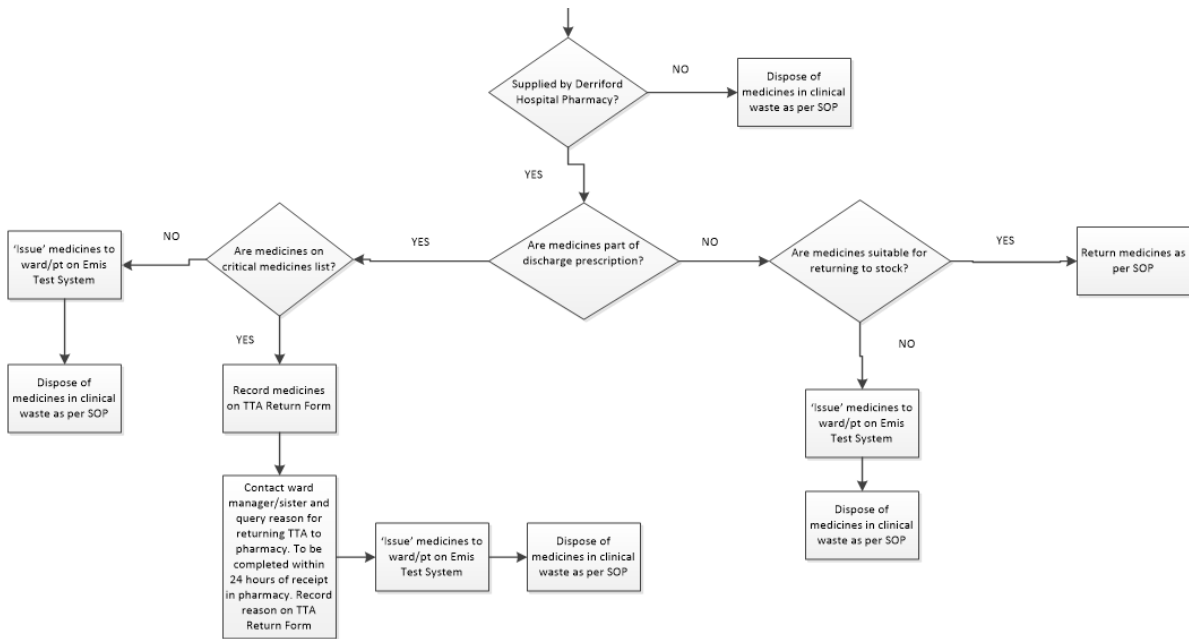 Supplied by Derriford
Hospital Pharmacy?
NO
Dispose of
medicines in clinical
waste as per SOP
YES
'Issue' medicines to
ward/pt on Emis
Test System
NO
Are medicines on
critical medicines list?
YES
Are medicines part of
discharge prescription?
NO
Are medicines suitable for
returning to stock?
YES
Return medicines as
per SOP
YES
NO
Dispose of
medicines in clinical
waste as per SOP
Record medicines
on TTA Return Form
'Issue' medicines to
ward/pt on Emis
Test System
Contact ward
manager/sister and
query reason for
returning TTA to
pharmacy. To be
completed within
24 hours of receipt
in pharmacy. Record
reason on TTA
Return Form
'Issue' medicines to
ward/pt on Emis
Test System
Dispose of
medicines in clinical
waste as per SOP
Dispose of
medicines in clinical
waste as per SOP